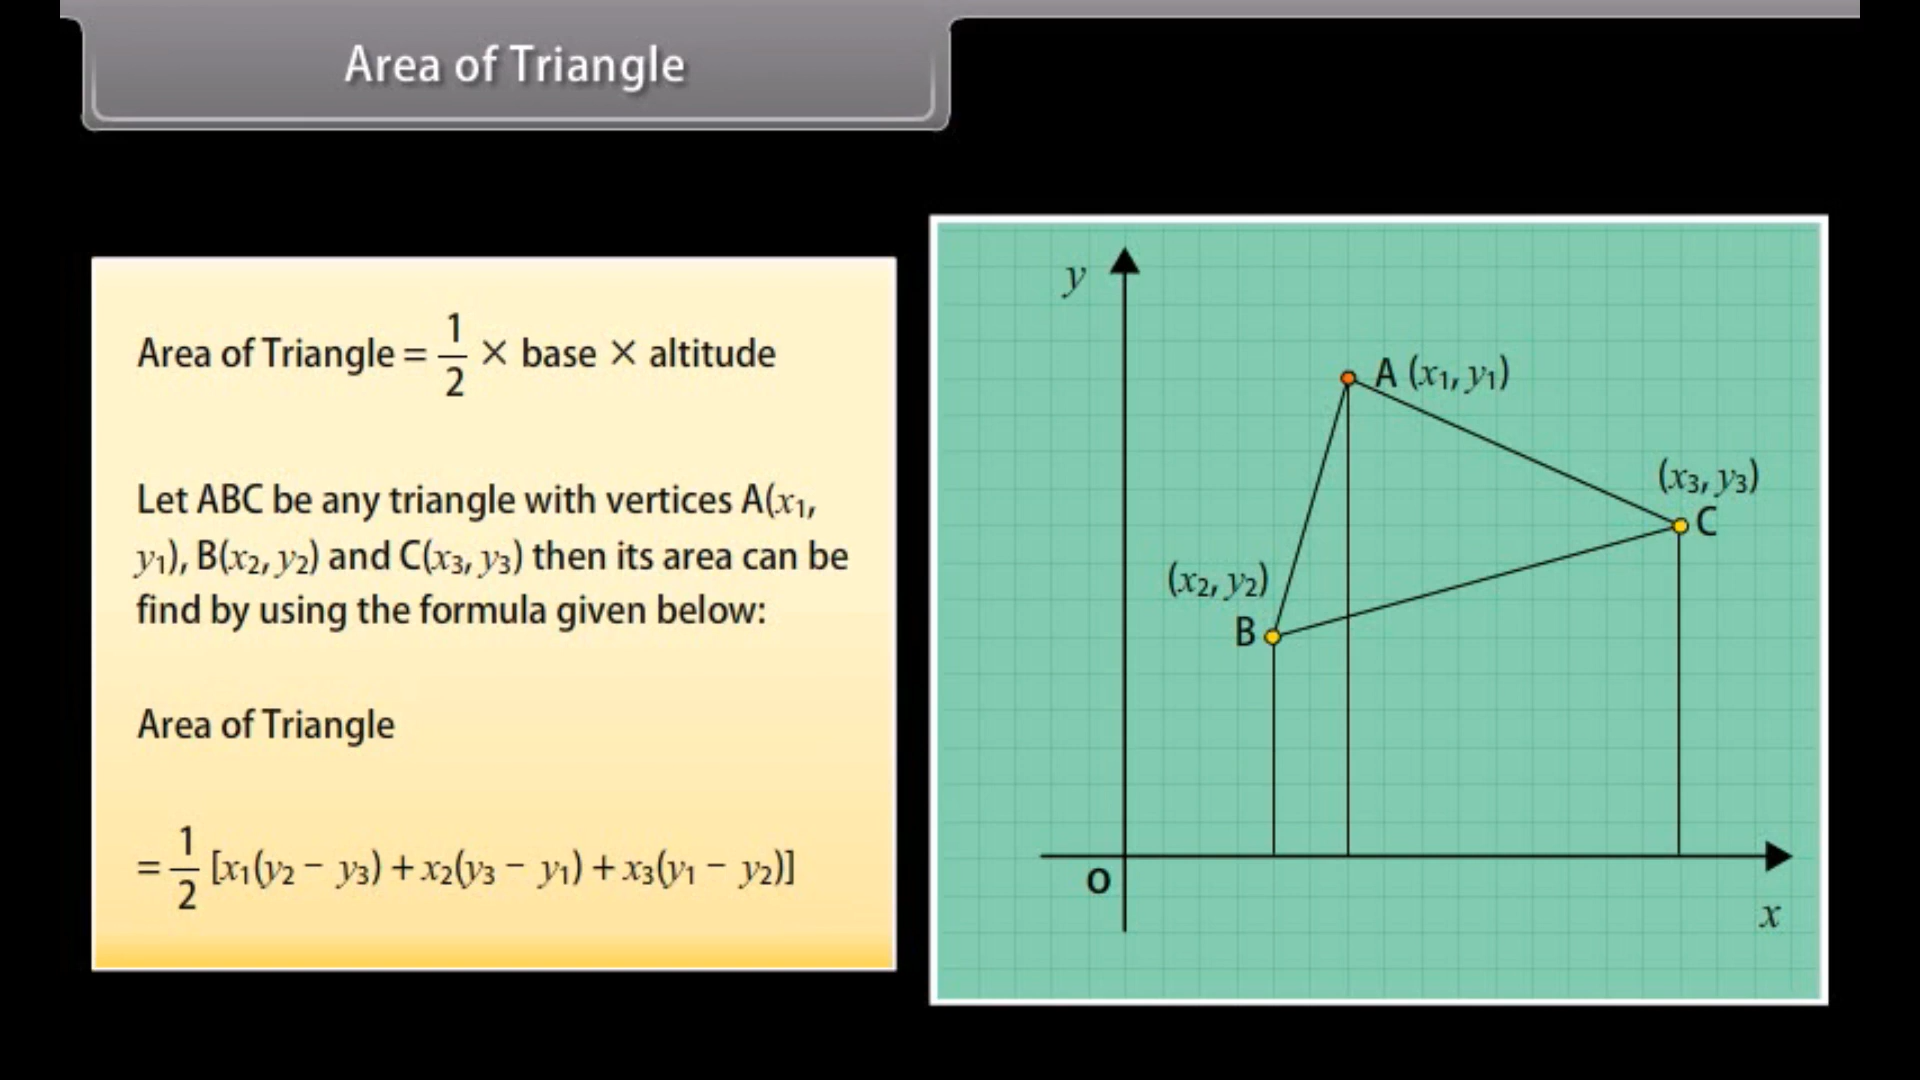 Area of Triangle
Area of Triangle = 1/2 × base × altitude
Let ABC be any triangle with vertices A(x₁,
y₁), B(x₂, y₂) and C(x₃, y₃) then its area can be
find by using the formula given below:
Area of Triangle
= 1/2 [x₁(y₂ − y₃) + x₂(y₃ − y₁) + x₃(y₁ − y₂)]
y
A (x₁, y₁)
(x₃, y₃)
C
(x₂, y₂)
B
O
x